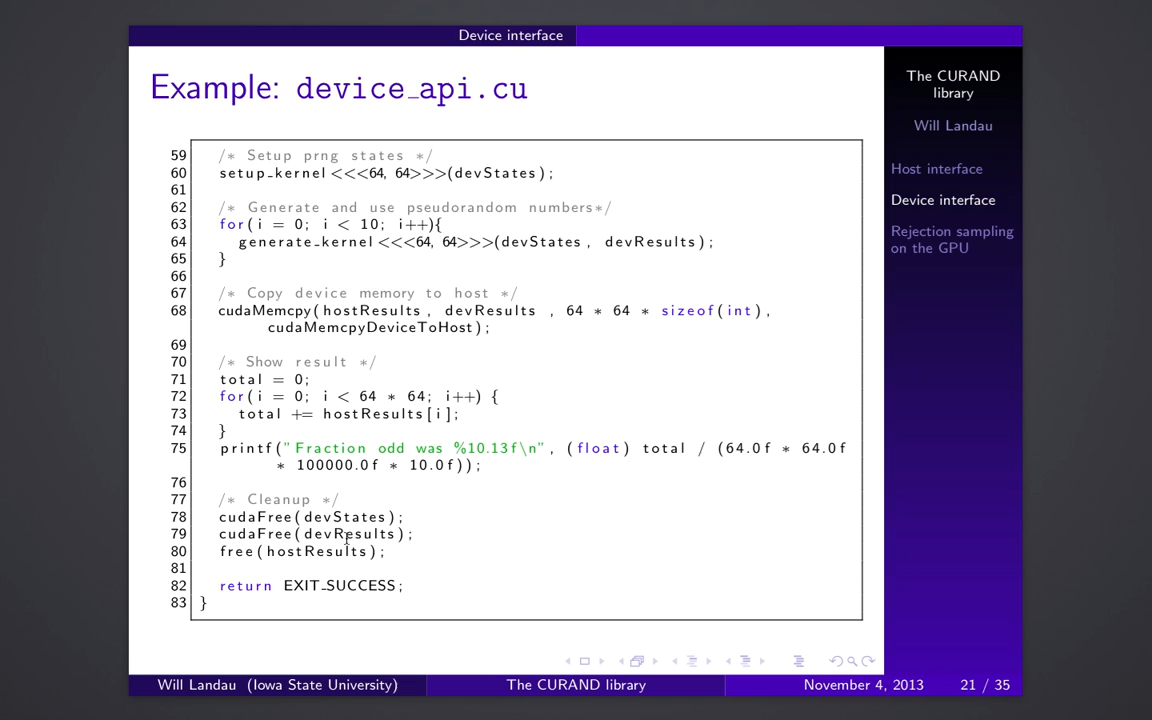 Device interface
Example: device_api.cu
The CURAND
library
Will Landau
Host interface
Device interface
Rejection sampling
on the GPU
59 /* Setup prng states */
60 setup_kernel<<<64, 64>>>(devStates);
61
62 /* Generate and use pseudorandom numbers*/
63 for(i = 0; i < 10; i++){
64 generate_kernel<<<64, 64>>>(devStates, devResults);
65 }
66
67 /* Copy device memory to host */
68 cudaMemcpy(hostResults, devResults , 64 * 64 * sizeof(int),
cudaMemcpyDeviceToHost);
69
70 /* Show result */
71 total = 0;
72 for(i = 0; i < 64 * 64; i++) {
73 total += hostResults[i];
74 }
75 printf("Fraction odd was %10.13f\n", (float) total / (64.0f * 64.0f
* 100000.0f * 10.0f));
76
77 /* Cleanup */
78 cudaFree(devStates);
79 cudaFree(devResults);
80 free(hostResults);
81
82 return EXIT_SUCCESS;
83 }
Will Landau (Iowa State University)
The CURAND library
November 4, 2013
21 / 35